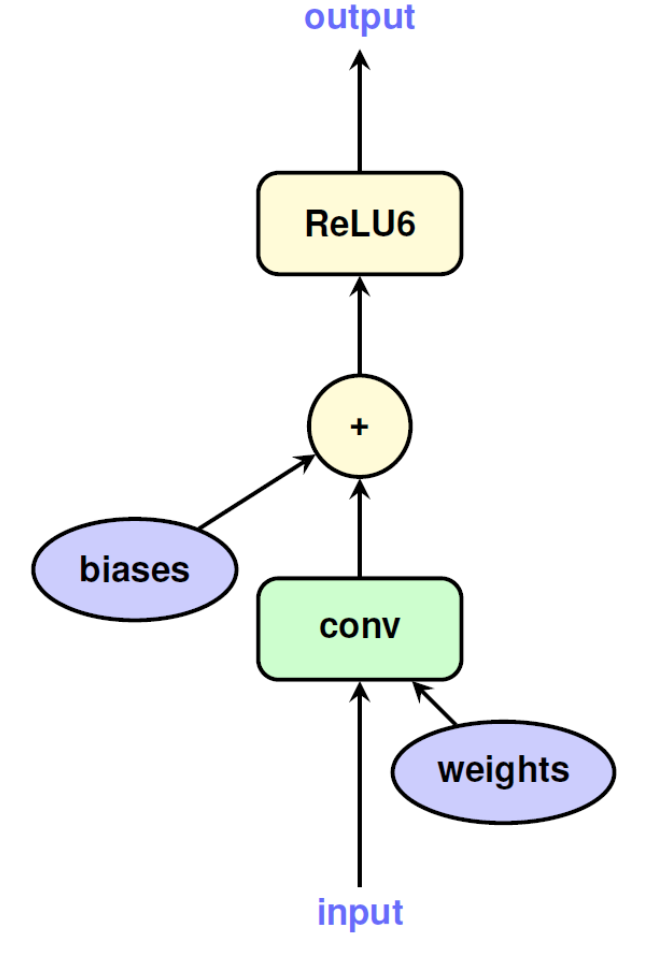 output
ReLU6
+
biases
conv
weights
input